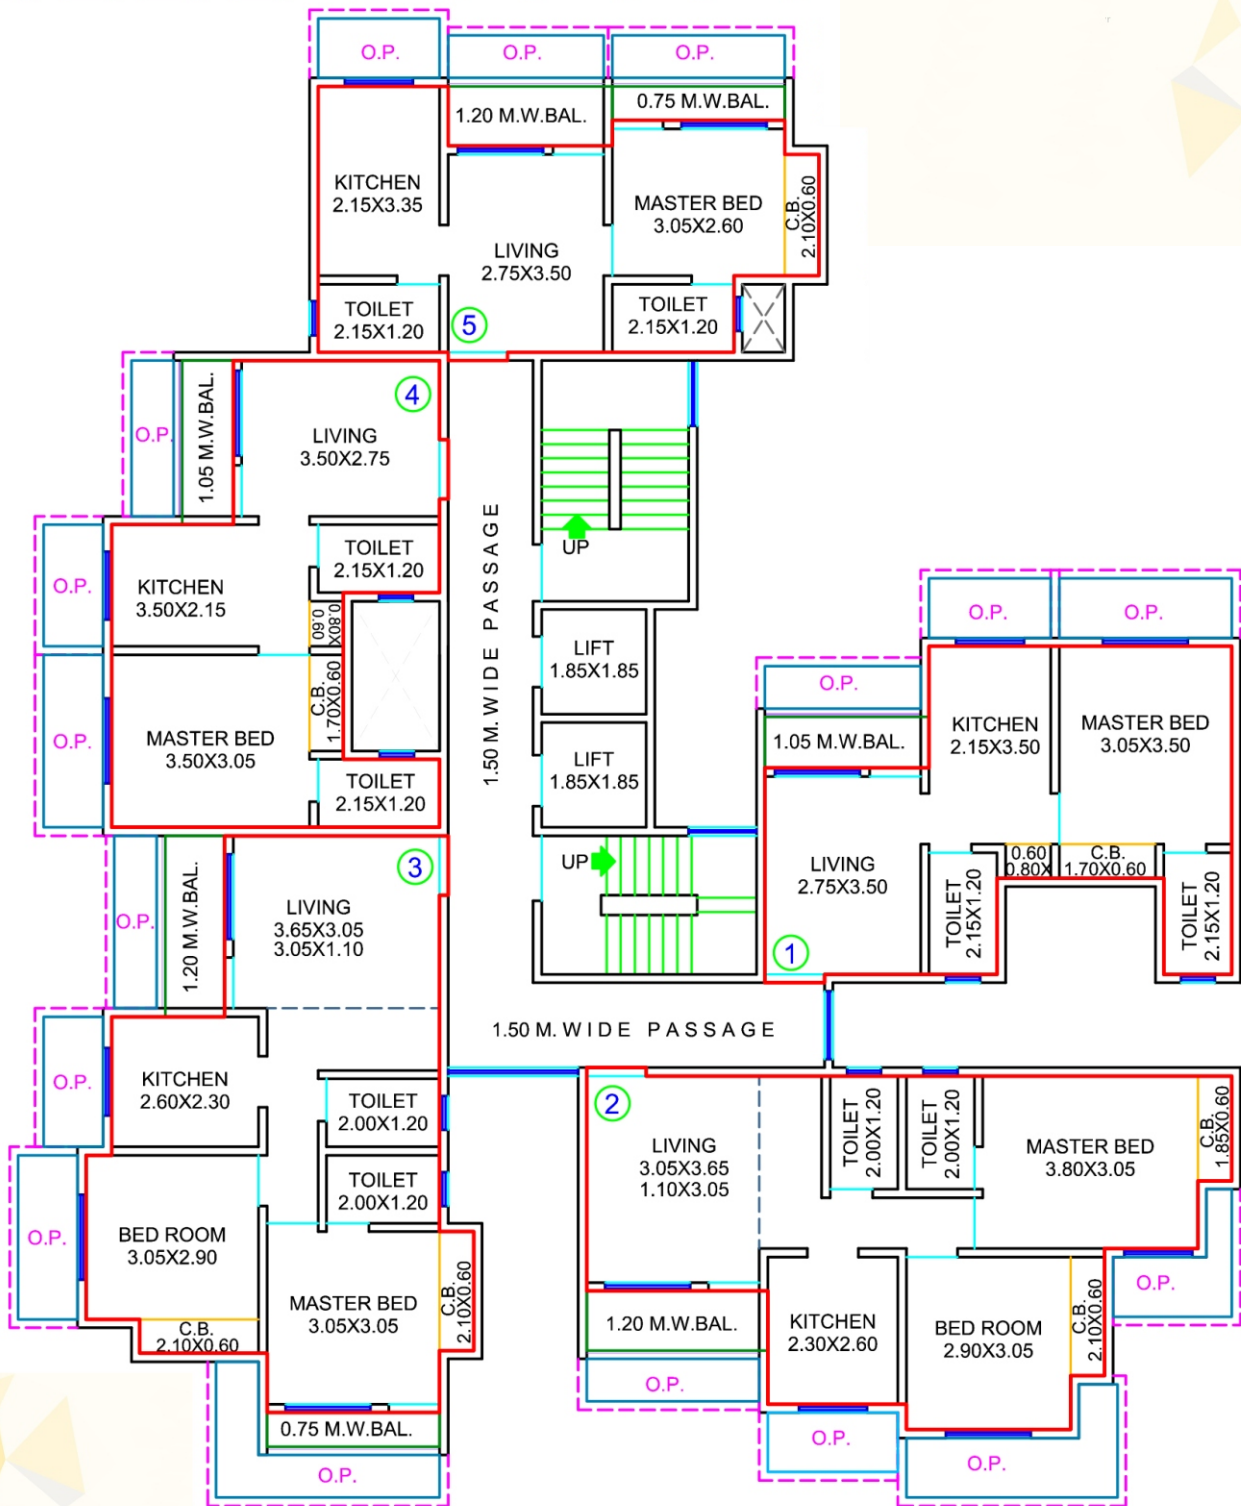 O.P.
O.P.
O.P.
1.20 M.W.BAL.
0.75 M.W.BAL.
KITCHEN
2.15X3.35
LIVING
2.75X3.50
MASTER BED
3.05X2.60
C.B.
2.10X0.60
TOILET
2.15X1.20
5
TOILET
2.15X1.20
O.P.
1.05 M.W.BAL.
4
LIVING
3.50X2.75
O.P.
KITCHEN
3.50X2.15
TOILET
2.15X1.20
0.80X
0.60
O.P.
MASTER BED
3.50X3.05
C.B.
1.70X0.60
TOILET
2.15X1.20
1.50 M. WIDE PASSAGE
UP
LIFT
1.85X1.85
LIFT
1.85X1.85
UP
O.P.
O.P.
O.P.
1.05 M.W.BAL.
KITCHEN
2.15X3.50
MASTER BED
3.05X3.50
LIVING
2.75X3.50
0.60
0.80X
C.B.
1.70X0.60
TOILET
2.15X1.20
TOILET
2.15X1.20
1
O.P.
1.20 M.W.BAL.
3
LIVING
3.65X3.05
3.05X1.10
1.50 M. WIDE PASSAGE
O.P.
KITCHEN
2.60X2.30
TOILET
2.00X1.20
TOILET
2.00X1.20
O.P.
BED ROOM
3.05X2.90
C.B.
2.10X0.60
MASTER BED
3.05X3.05
C.B.
2.10X0.60
0.75 M.W.BAL.
O.P.
2
LIVING
3.05X3.65
1.10X3.05
TOILET
2.00X1.20
TOILET
2.00X1.20
MASTER BED
3.80X3.05
C.B.
1.85X0.60
O.P.
1.20 M.W.BAL.
O.P.
KITCHEN
2.30X2.60
BED ROOM
2.90X3.05
C.B.
2.10X0.60
O.P.
O.P.